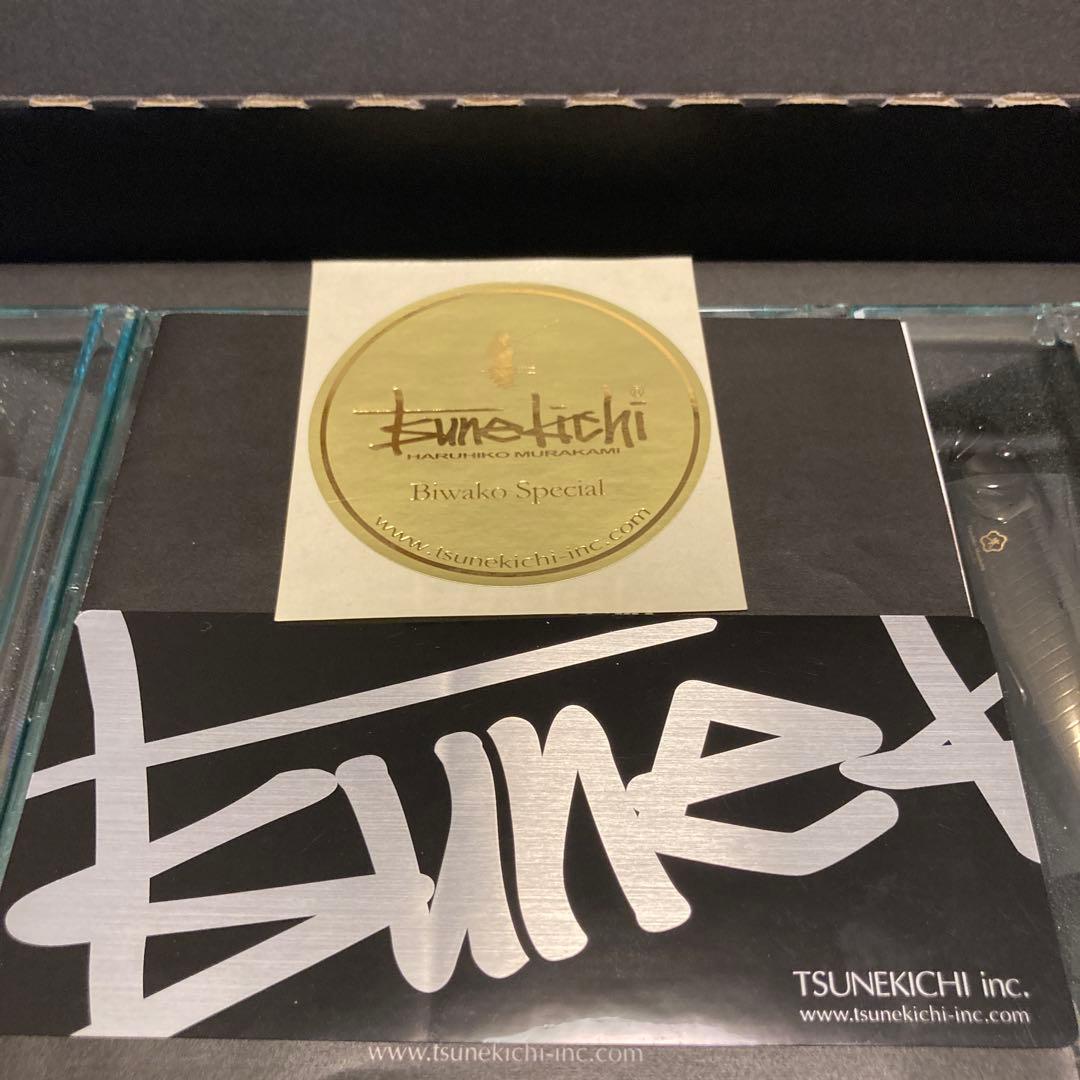 tsunekichi®
HARUHIKO MURAKAMI
Biwako Special
www.tsunekichi-inc.com
tsunek
TSUNEKICHI inc.
www.tsunekichi-inc.com
www.tsunekichi-inc.com